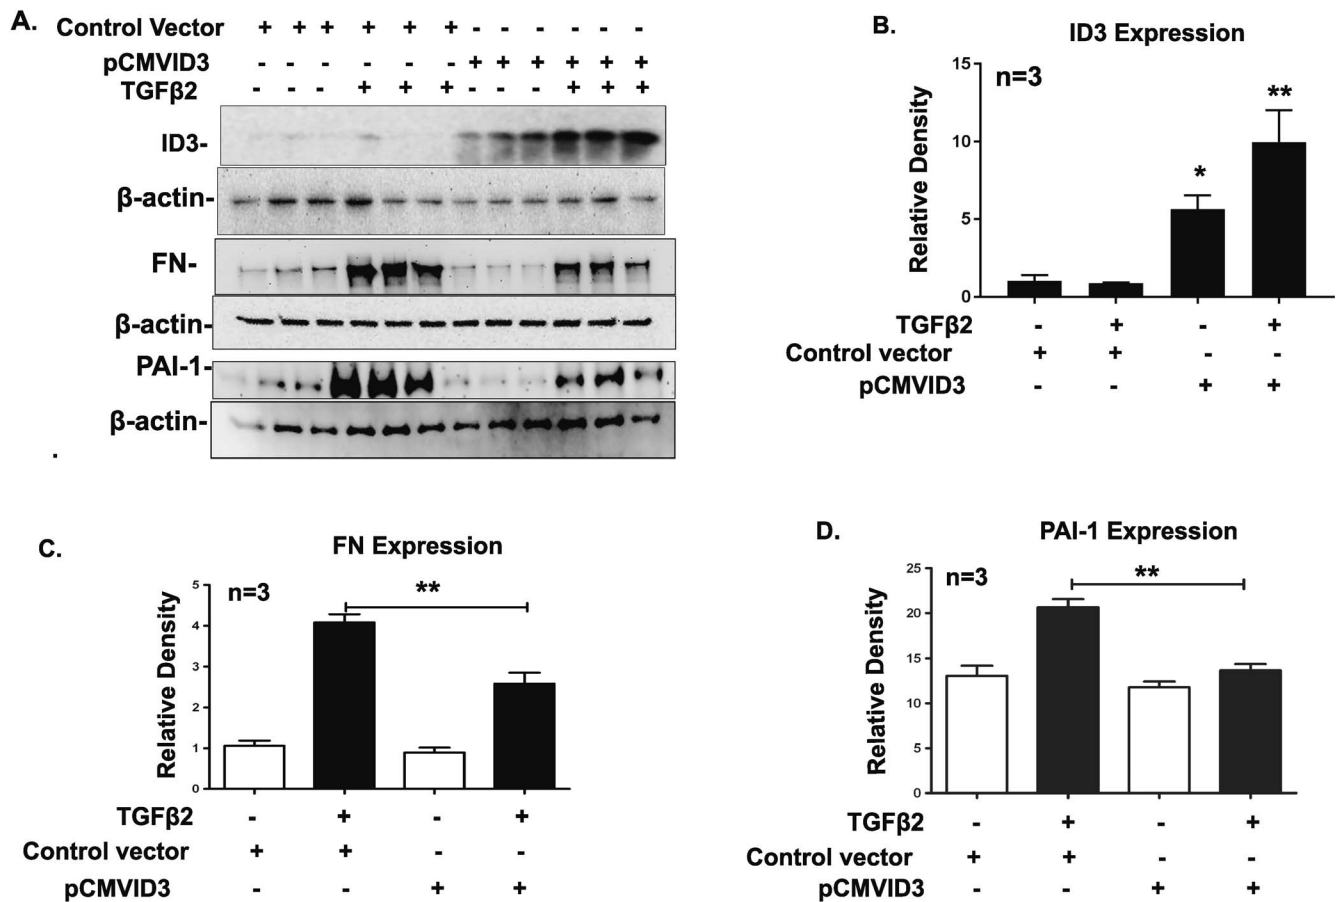 A.
Control Vector + + + + + + - - - - - -
pCMVID3 - - - - - - + + + + + +
TGFβ2 - - - + + + - - - + + +
ID3-
β-actin-
FN-
β-actin-
PAI-1-
β-actin-
.
B.
ID3 Expression
n=3
Relative Density
15
10
5
0
*
**
TGFβ2 - + - +
Control vector + + - -
pCMVID3 - - + +
C.
FN Expression
n=3
**
Relative Density
5
4
3
2
1
0
TGFβ2 - + - +
Control vector + + - -
pCMVID3 - - + +
D.
PAI-1 Expression
n=3
**
Relative Density
25
20
15
10
5
0
TGFβ2 - + - +
Control vector + + - -
pCMVID3 - - + +